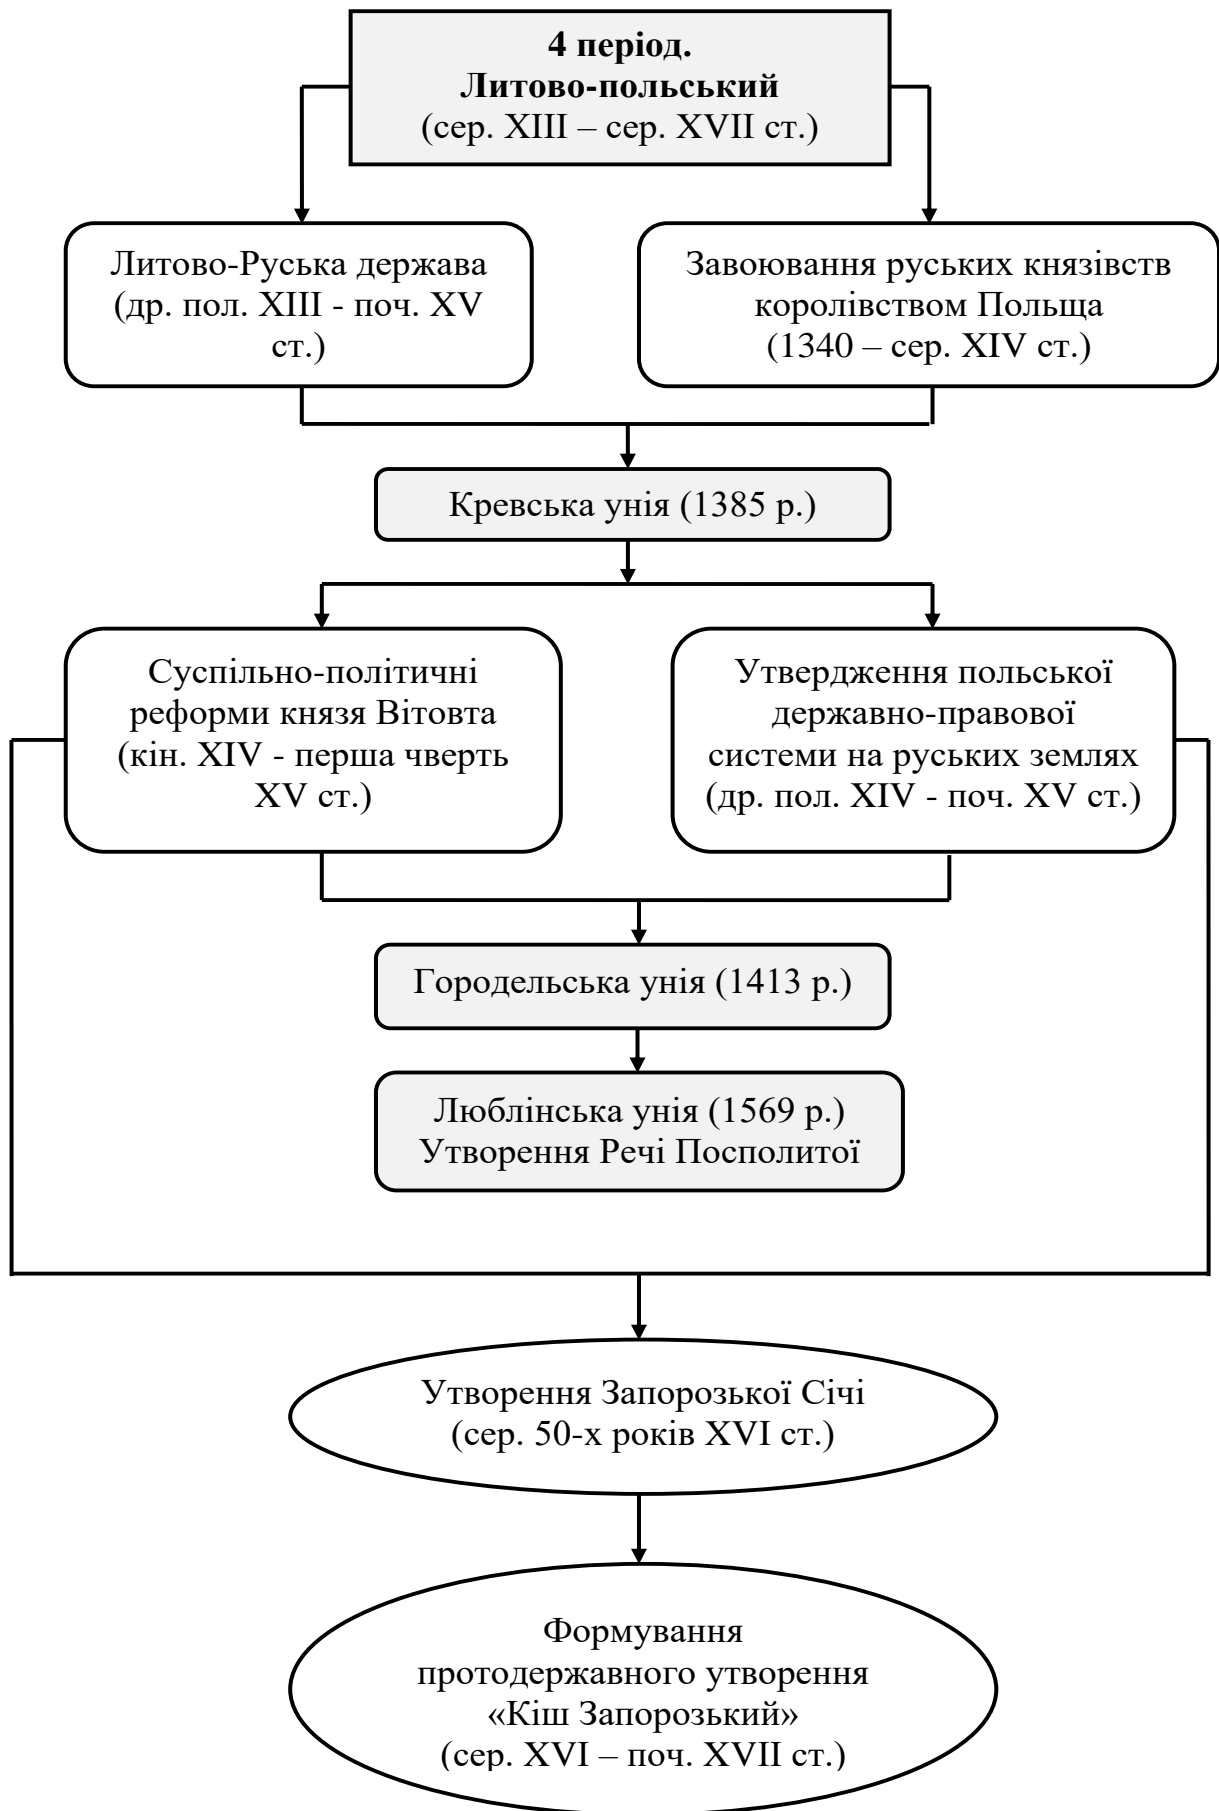 4 період.
Литово-польський
(сер. XIII – сер. XVII ст.)
Литово-Руська держава
(др. пол. XIII - поч. XV
ст.)
Завоювання руських князівств
королівством Польща
(1340 – сер. XIV ст.)
Кревська унія (1385 р.)
Суспільно-політичні
реформи князя Вітовта
(кін. XIV - перша чверть
XV ст.)
Утвердження польської
державно-правової
системи на руських землях
(др. пол. XIV - поч. XV ст.)
Городельська унія (1413 р.)
Люблінська унія (1569 р.)
Утворення Речі Посполитої
Утворення Запорозької Січі
(сер. 50-х років XVI ст.)
Формування
протодержавного утворення
«Кіш Запорозький»
(сер. XVI – поч. XVII ст.)